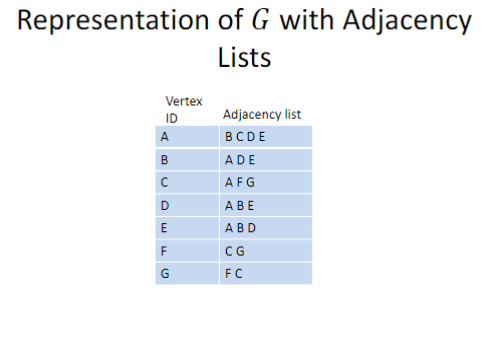 Representation of G with Adjacency
Lists
Vertex
ID Adjacency list
A B C D E
B A D E
C A F G
D A B E
E A B D
F C G
G F C